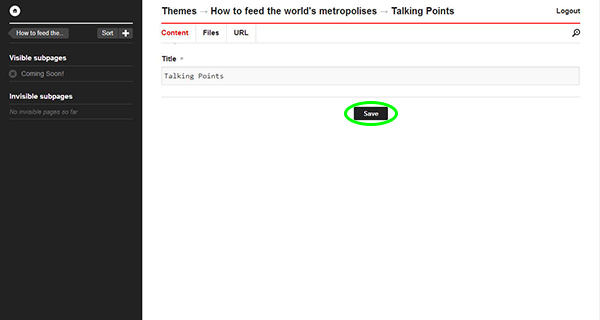 Themes → How to feed the world's metropolises → Talking Points
Logout
How to feed the..
Sort
Content Files URL
Visible subpages
Coming Soon!
Title *
Talking Points
Invisible subpages
No invisible pages so far
Save